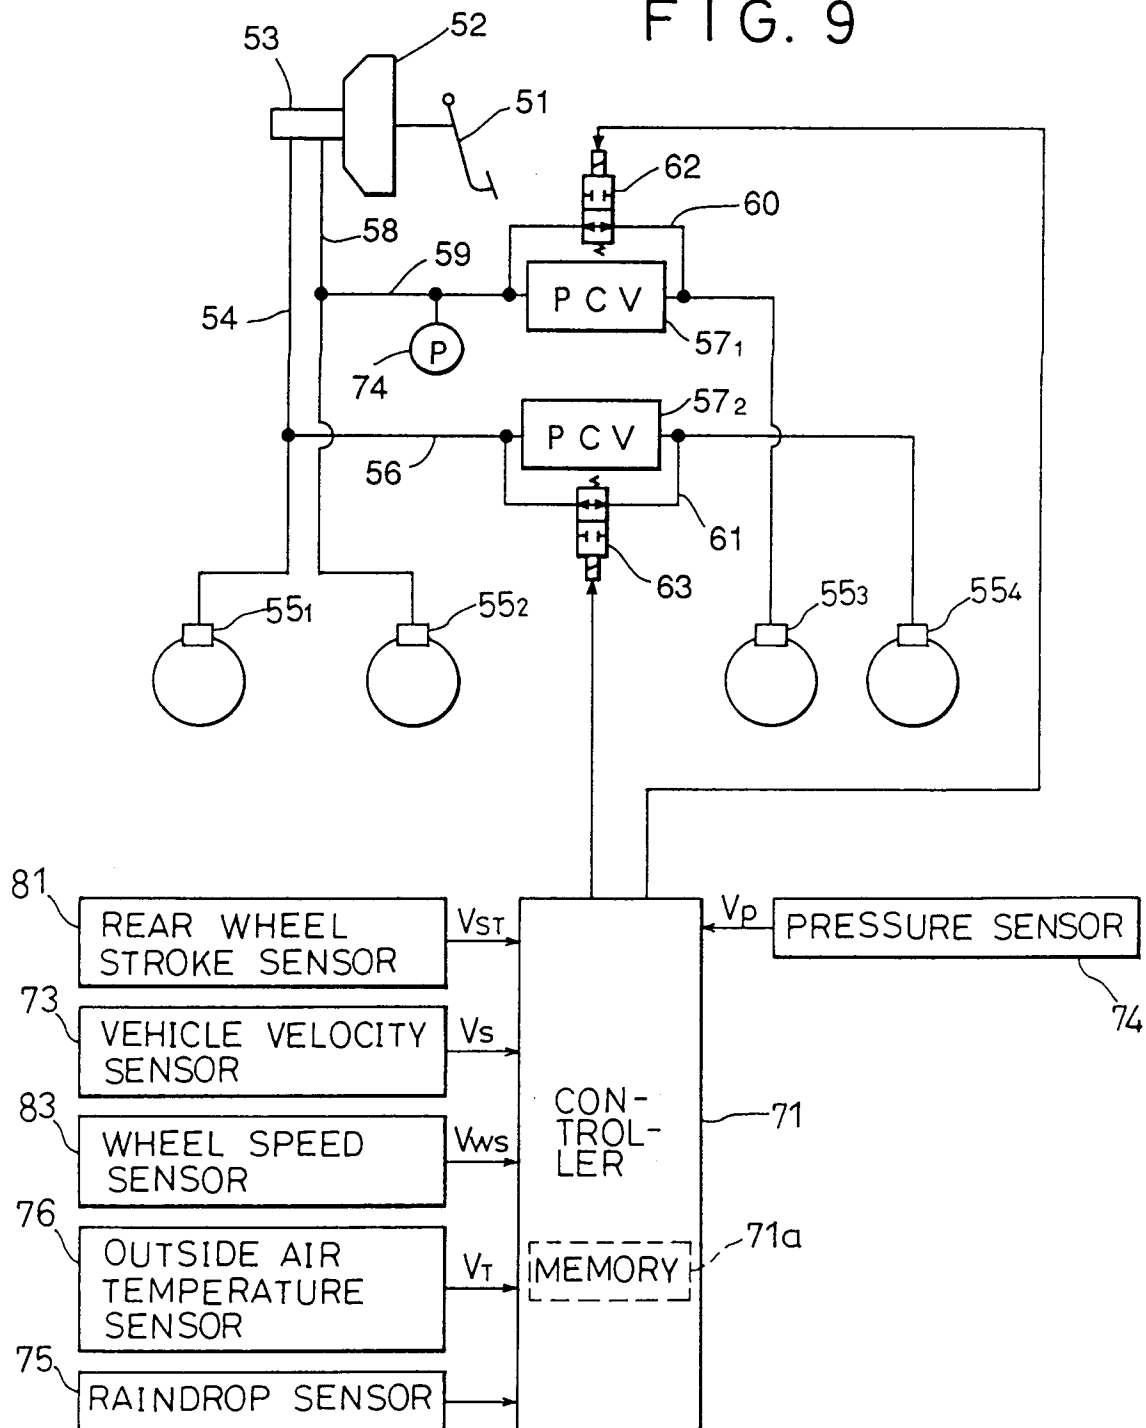 FIG. 9
53
52
51
62
60
58
59
54
PCV
57₁
P
74
57₂
PCV
56
61
63
55₁
55₂
55₃
55₄
81
REAR WHEEL
STROKE SENSOR
VST
Vp
PRESSURE SENSOR
74
73
VEHICLE VELOCITY
SENSOR
Vs
83
WHEEL SPEED
SENSOR
Vws
CON-
TROL-
LER
71
76
OUTSIDE AIR
TEMPERATURE
SENSOR
VT
MEMORY
71a
75
RAINDROP SENSOR